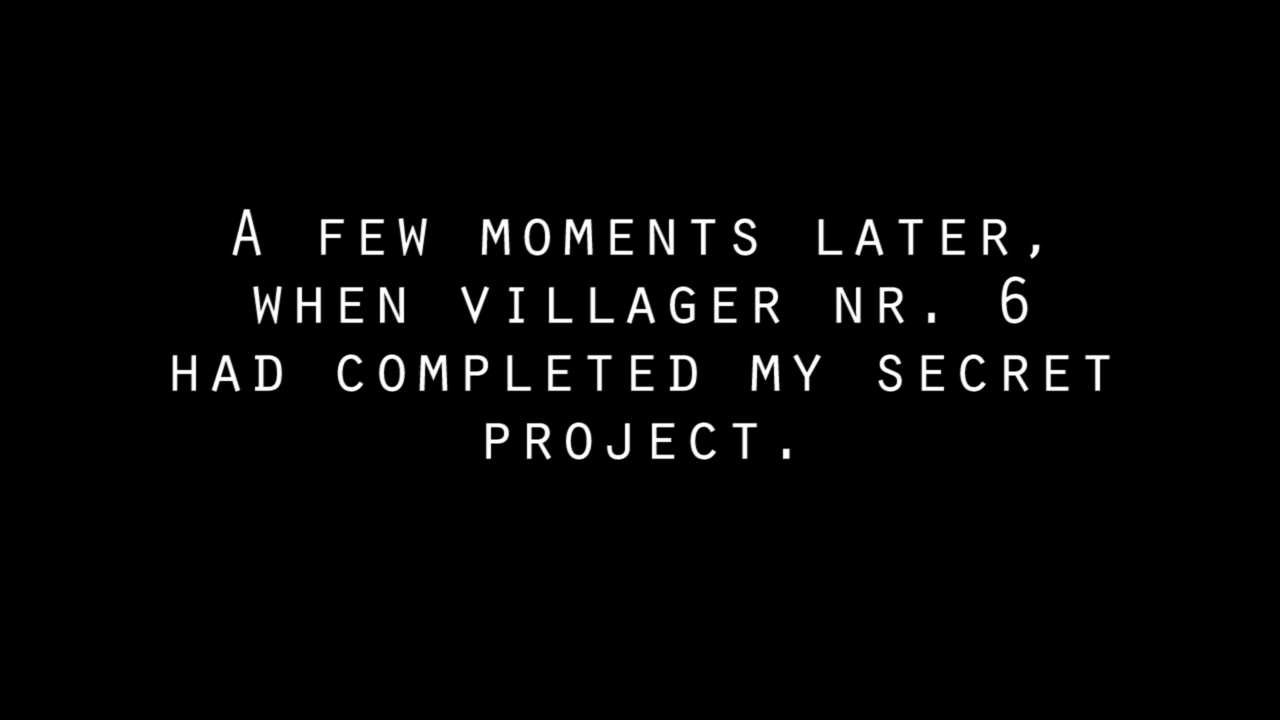 A FEW MOMENTS LATER,
WHEN VILLAGER NR. 6
HAD COMPLETED MY SECRET
PROJECT.